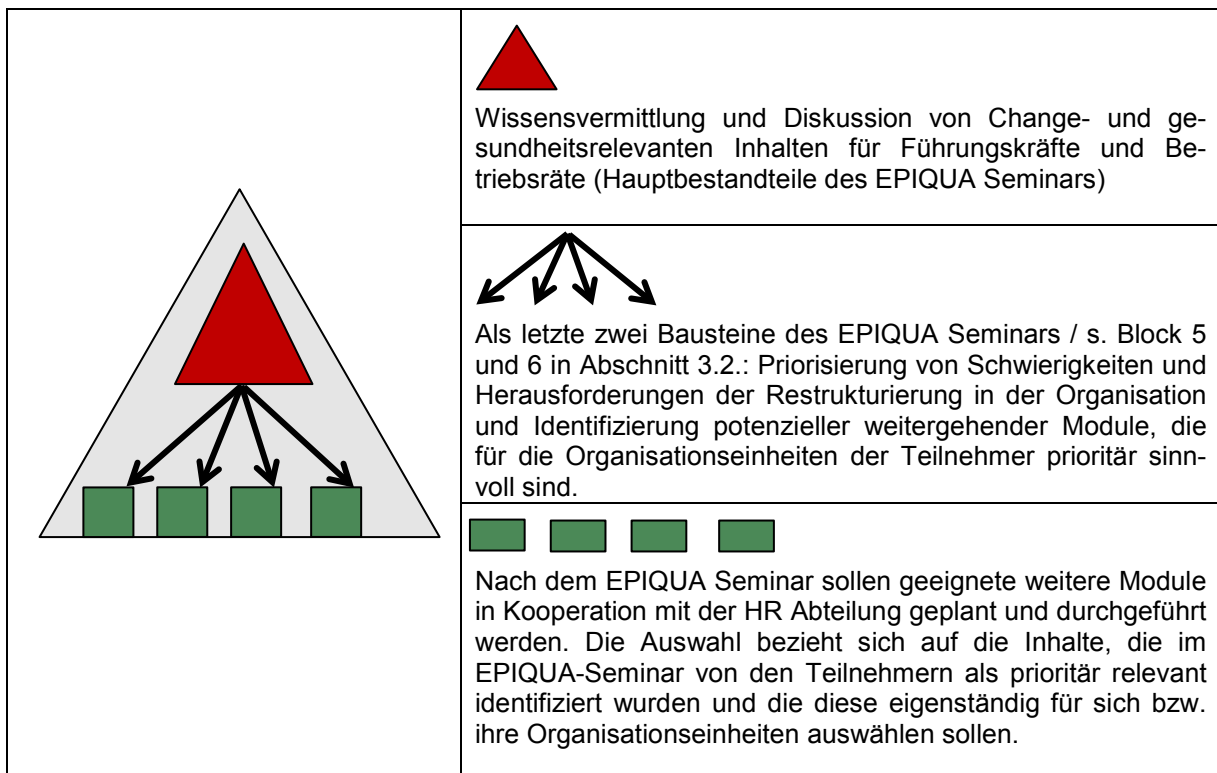 Wissensvermittlung und Diskussion von Change- und ge-
sundheitsrelevanten Inhalten für Führungskräfte und Be-
triebsräte (Hauptbestandteile des EPIQUA Seminars)
Als letzte zwei Bausteine des EPIQUA Seminars / s. Block 5
und 6 in Abschnitt 3.2.: Priorisierung von Schwierigkeiten und
Herausforderungen der Restrukturierung in der Organisation
und Identifizierung potenzieller weitergehender Module, die
für die Organisationseinheiten der Teilnehmer prioritär sinn-
voll sind.
Nach dem EPIQUA Seminar sollen geeignete weitere Module
in Kooperation mit der HR Abteilung geplant und durchgeführt
werden. Die Auswahl bezieht sich auf die Inhalte, die im
EPIQUA-Seminar von den Teilnehmern als prioritär relevant
identifiziert wurden und die diese eigenständig für sich bzw.
ihre Organisationseinheiten auswählen sollen.